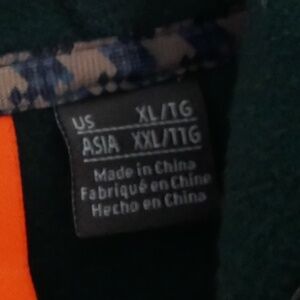 US XL/TG
ASIA XXL/TTG
Made in China
Fabriqué en Chine
Hecho en China